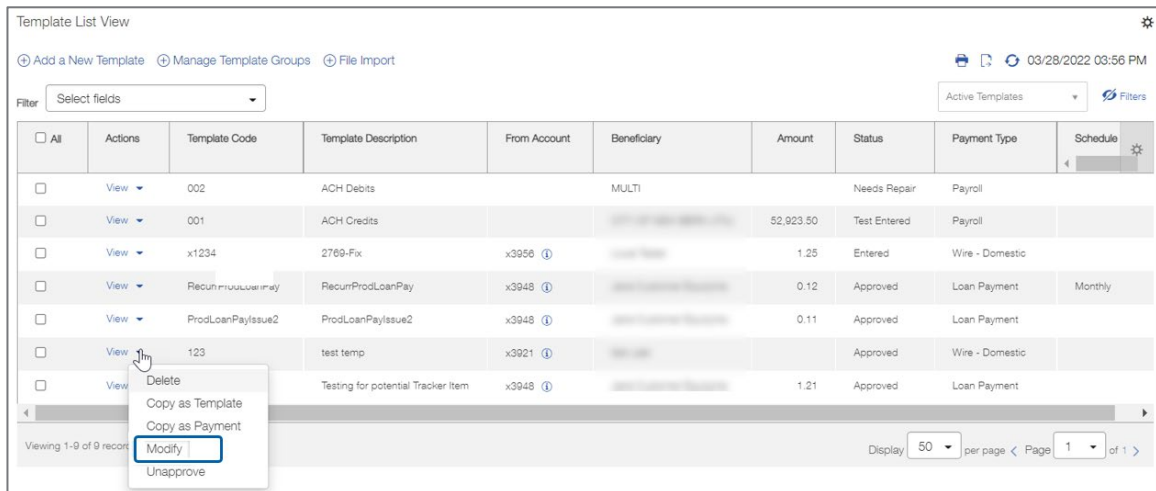 Template List View
Add a New Template Manage Template Groups File Import 03/28/2022 03:56 PM
Filter Select fields Active Templates Filters
All Actions Template Code Template Description From Account Beneficiary Amount Status Payment Type Schedule
View 002 ACH Debits MULTI Needs Repair Payroll
View 001 ACH Credits 52,923.50 Test Entered Payroll
View x1234 2769-Fix x3956 1.25 Entered Wire - Domestic
View RecurrProdLoanPay RecurrProdLoanPay x3948 0.12 Approved Loan Payment Monthly
View ProdLoanPayIssue2 ProdLoanPayIssue2 x3948 0.11 Approved Loan Payment
View 123 test temp x3921 Approved Wire - Domestic
View Testing for potential Tracker Item x3948 1.21 Approved Loan Payment
Delete
Copy as Template
Copy as Payment
Modify
Unapprove
Viewing 1-9 of 9 record Display 50 per page Page 1 of 1